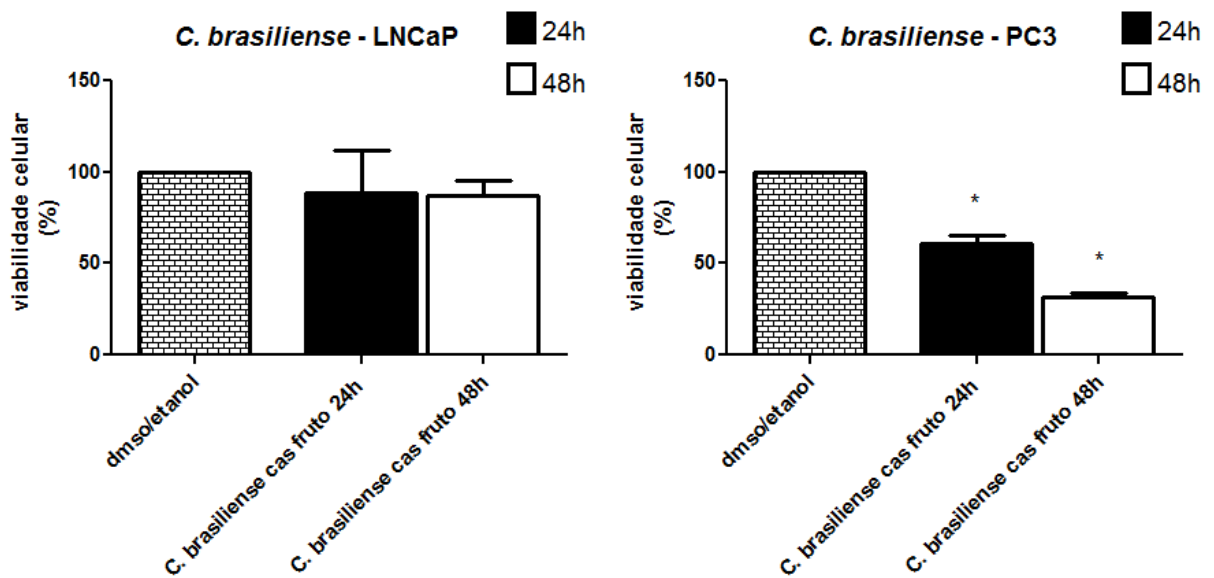 C. brasiliense - LNCaP
24h
48h
viabilidade celular
(%)
150
100
50
0
dmso/etanol
C. brasiliense cas fruto 24h
C. brasiliense cas fruto 48h
C. brasiliense - PC3
24h
48h
viabilidade celular
(%)
150
100
50
0
*
*
dmso/etanol
C. brasiliense cas fruto 24h
C. brasiliense cas fruto 48h